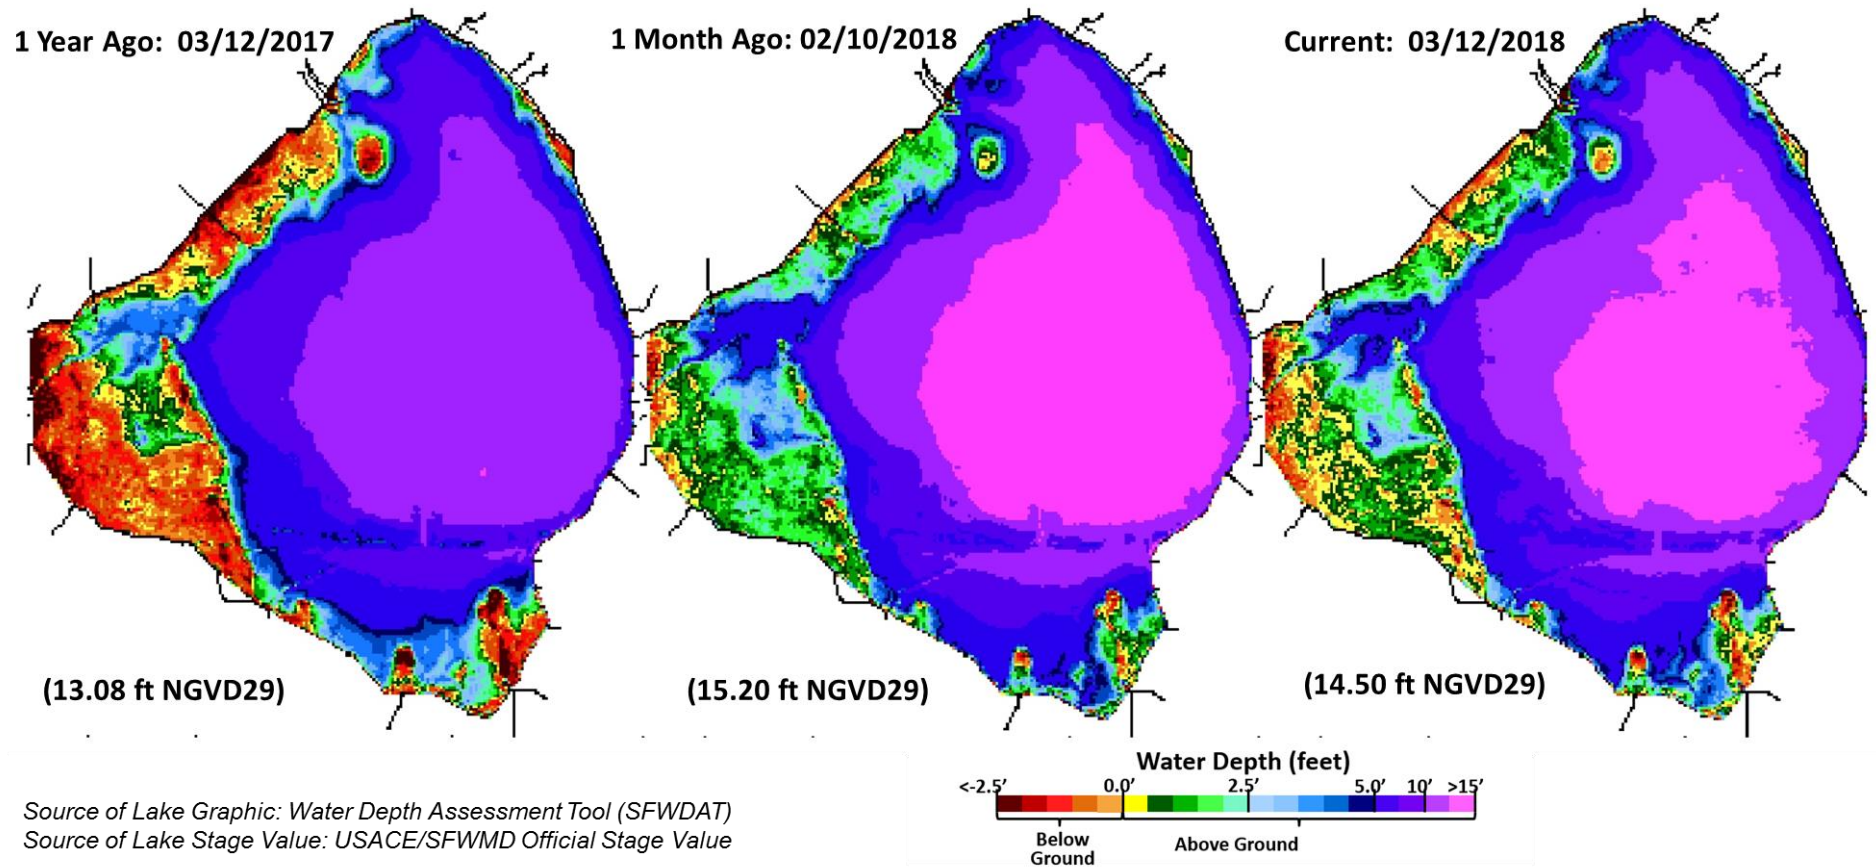 1 Year Ago:  03/12/2017
1 Month Ago: 02/10/2018
Current:  03/12/2018
(13.08 ft NGVD29)
(15.20 ft NGVD29)
(14.50 ft NGVD29)
Water Depth (feet)
<-2.5’ 0.0’ 2.5’ 5.0’ 10’ >15’
Below
Ground
Above Ground
Source of Lake Graphic: Water Depth Assessment Tool (SFWDAT)
Source of Lake Stage Value: USACE/SFWMD Official Stage Value